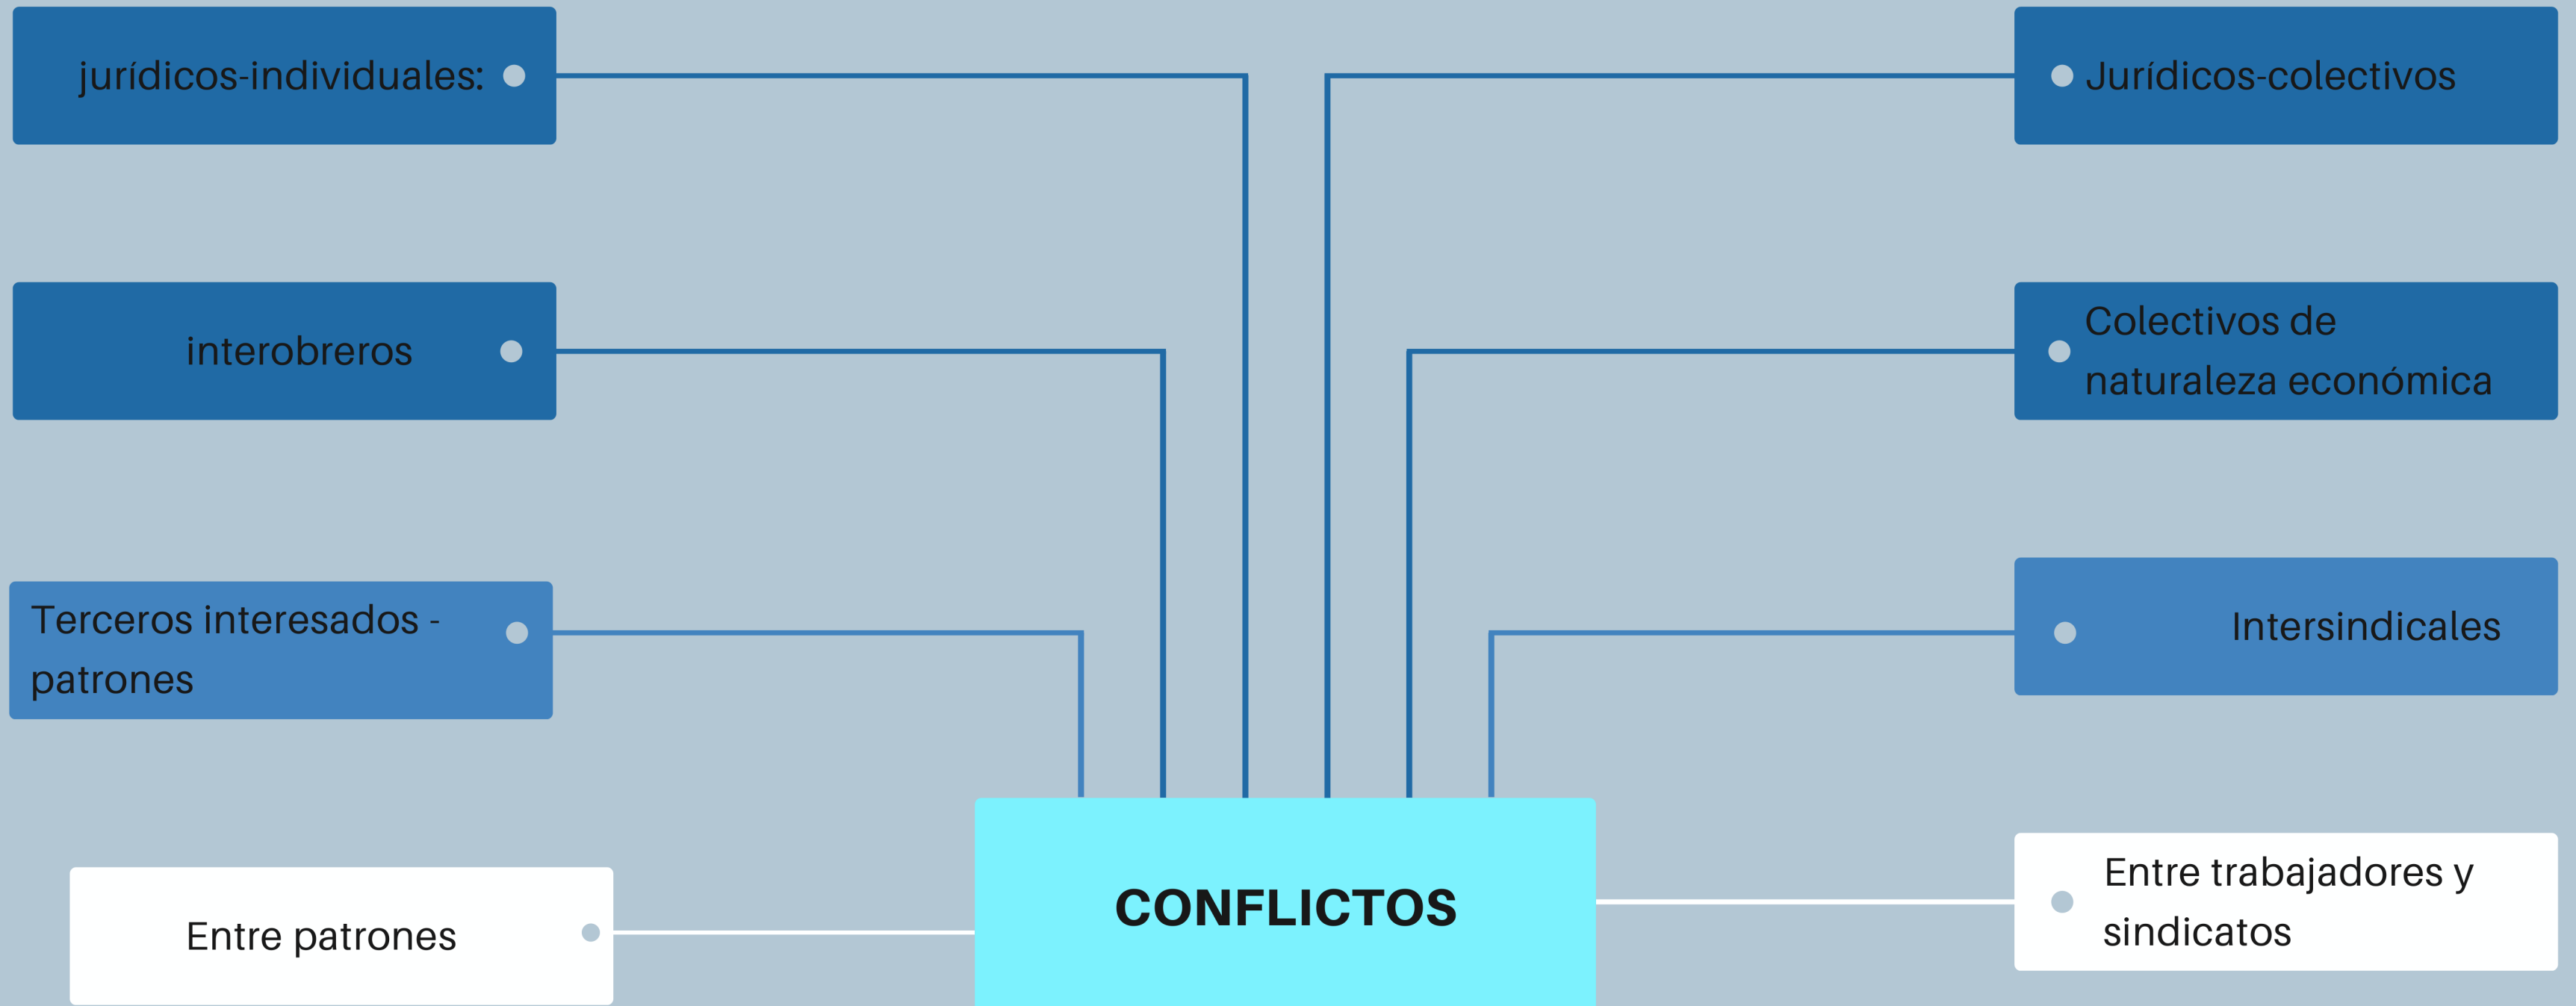 jurídicos-individuales:
Jurídicos-colectivos
interobreros
Colectivos de
naturaleza económica
Terceros interesados -
patrones
Intersindicales
Entre patrones
CONFLICTOS
Entre trabajadores y
sindicatos